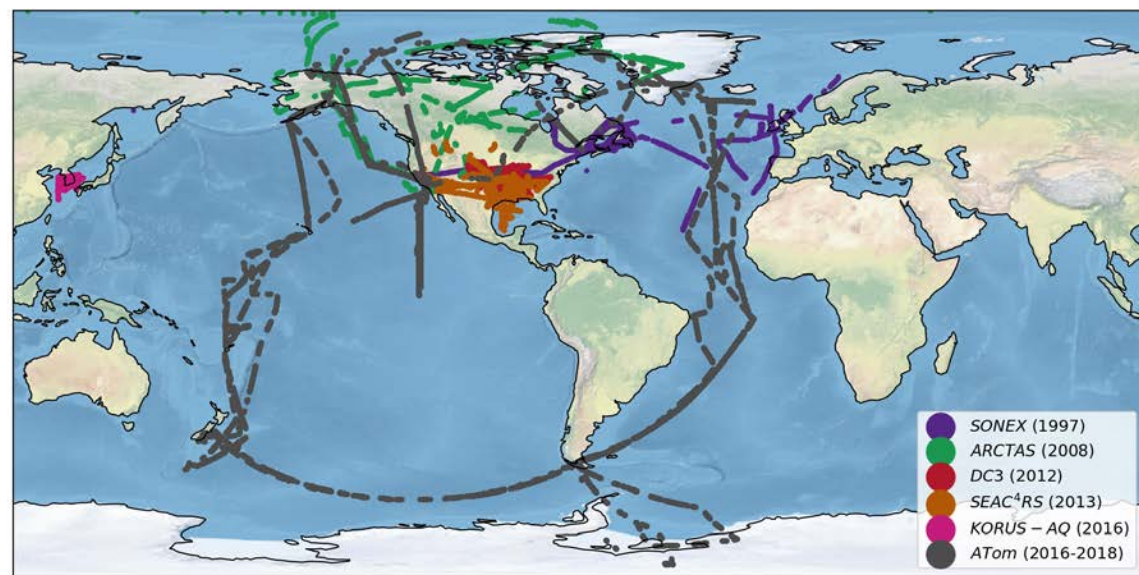 SONEX (1997)
ARCTAS (2008)
DC3 (2012)
SEAC⁴RS (2013)
KORUS − AQ (2016)
ATom (2016-2018)